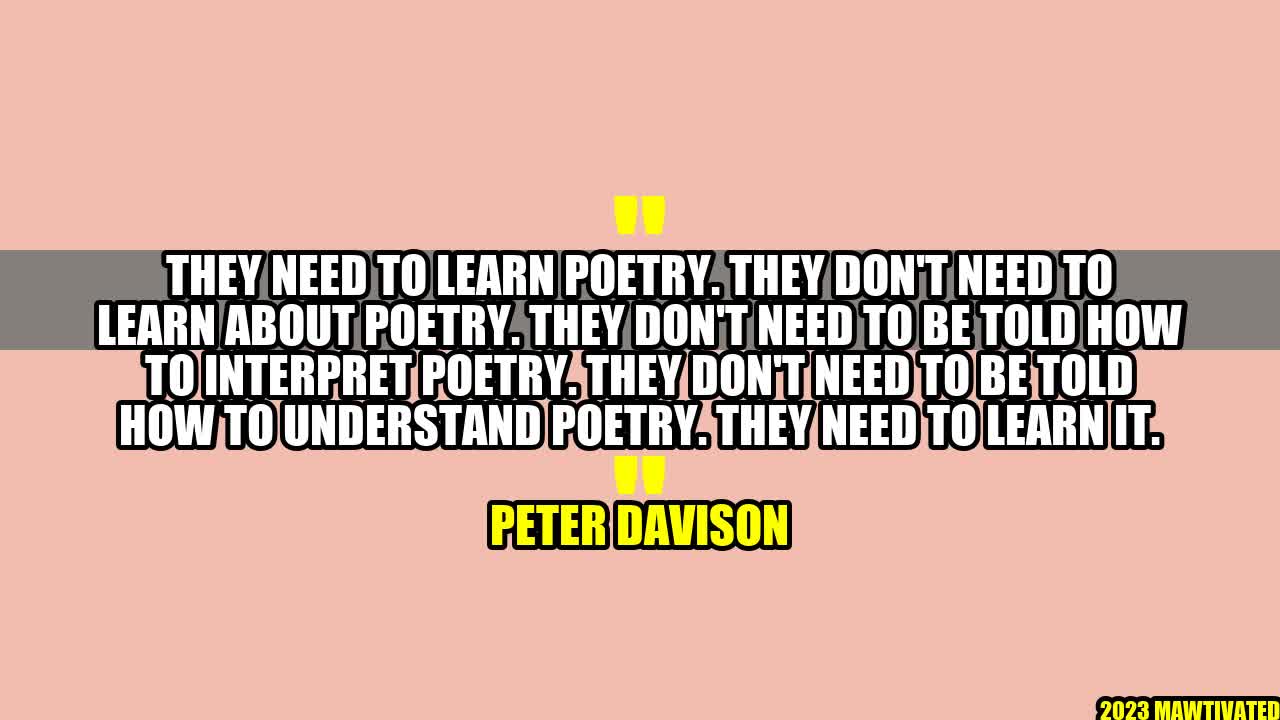 "
THEY NEED TO LEARN POETRY. THEY DON'T NEED TO
LEARN ABOUT POETRY. THEY DON'T NEED TO BE TOLD HOW
TO INTERPRET POETRY. THEY DON'T NEED TO BE TOLD
HOW TO UNDERSTAND POETRY. THEY NEED TO LEARN IT.
"
PETER DAVISON
2023 MAWTIVATED